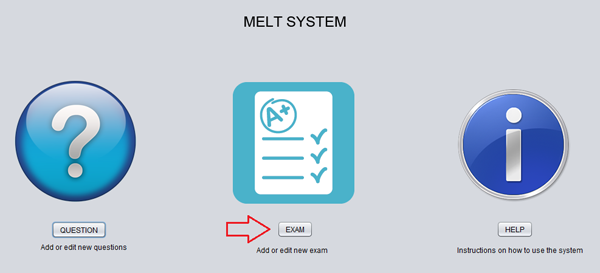 MELT SYSTEM
A+
QUESTION
EXAM
HELP
Add or edit new questions
Add or edit new exam
Instructions on how to use the system